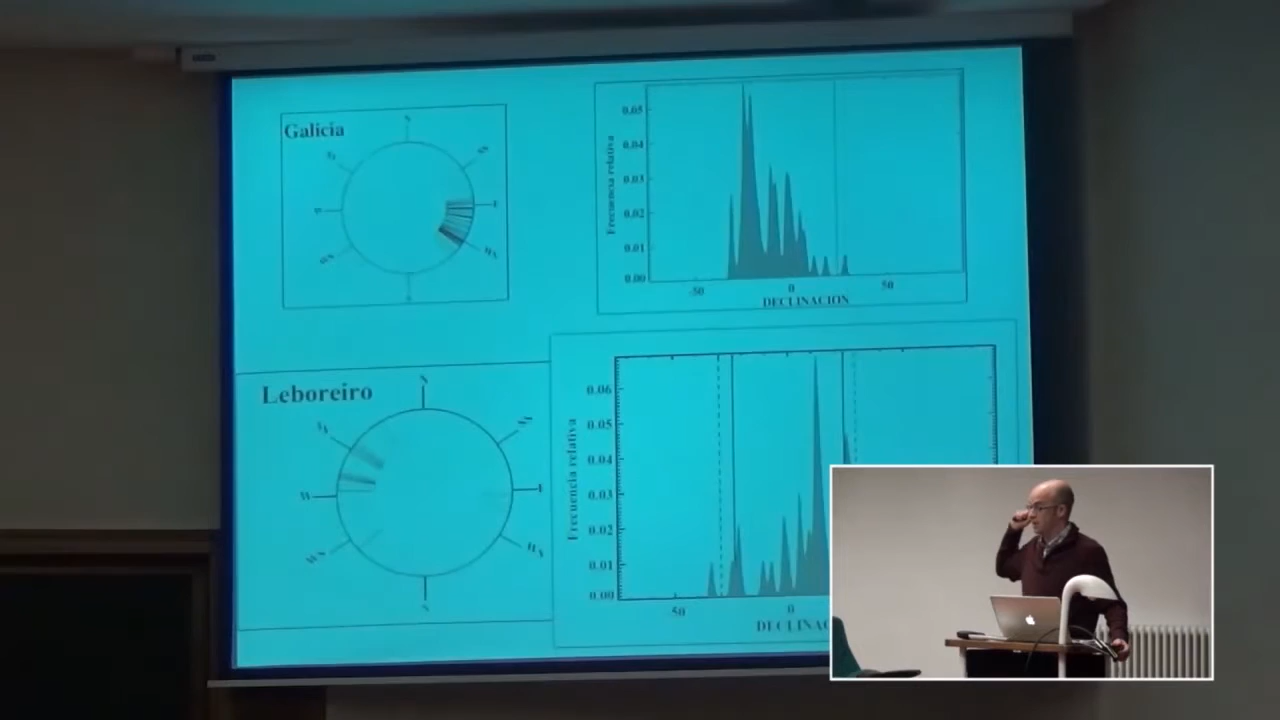 Galicia
N
E
0.05
0.04
0.03
0.02
0.01
0.00
Frecuencia relativa
-50
0
50
DECLINACION
Leboreiro
N
W
S
0.06
0.05
0.04
0.03
0.02
0.01
0.00
Frecuencia relativa
50
0
DECLINAC